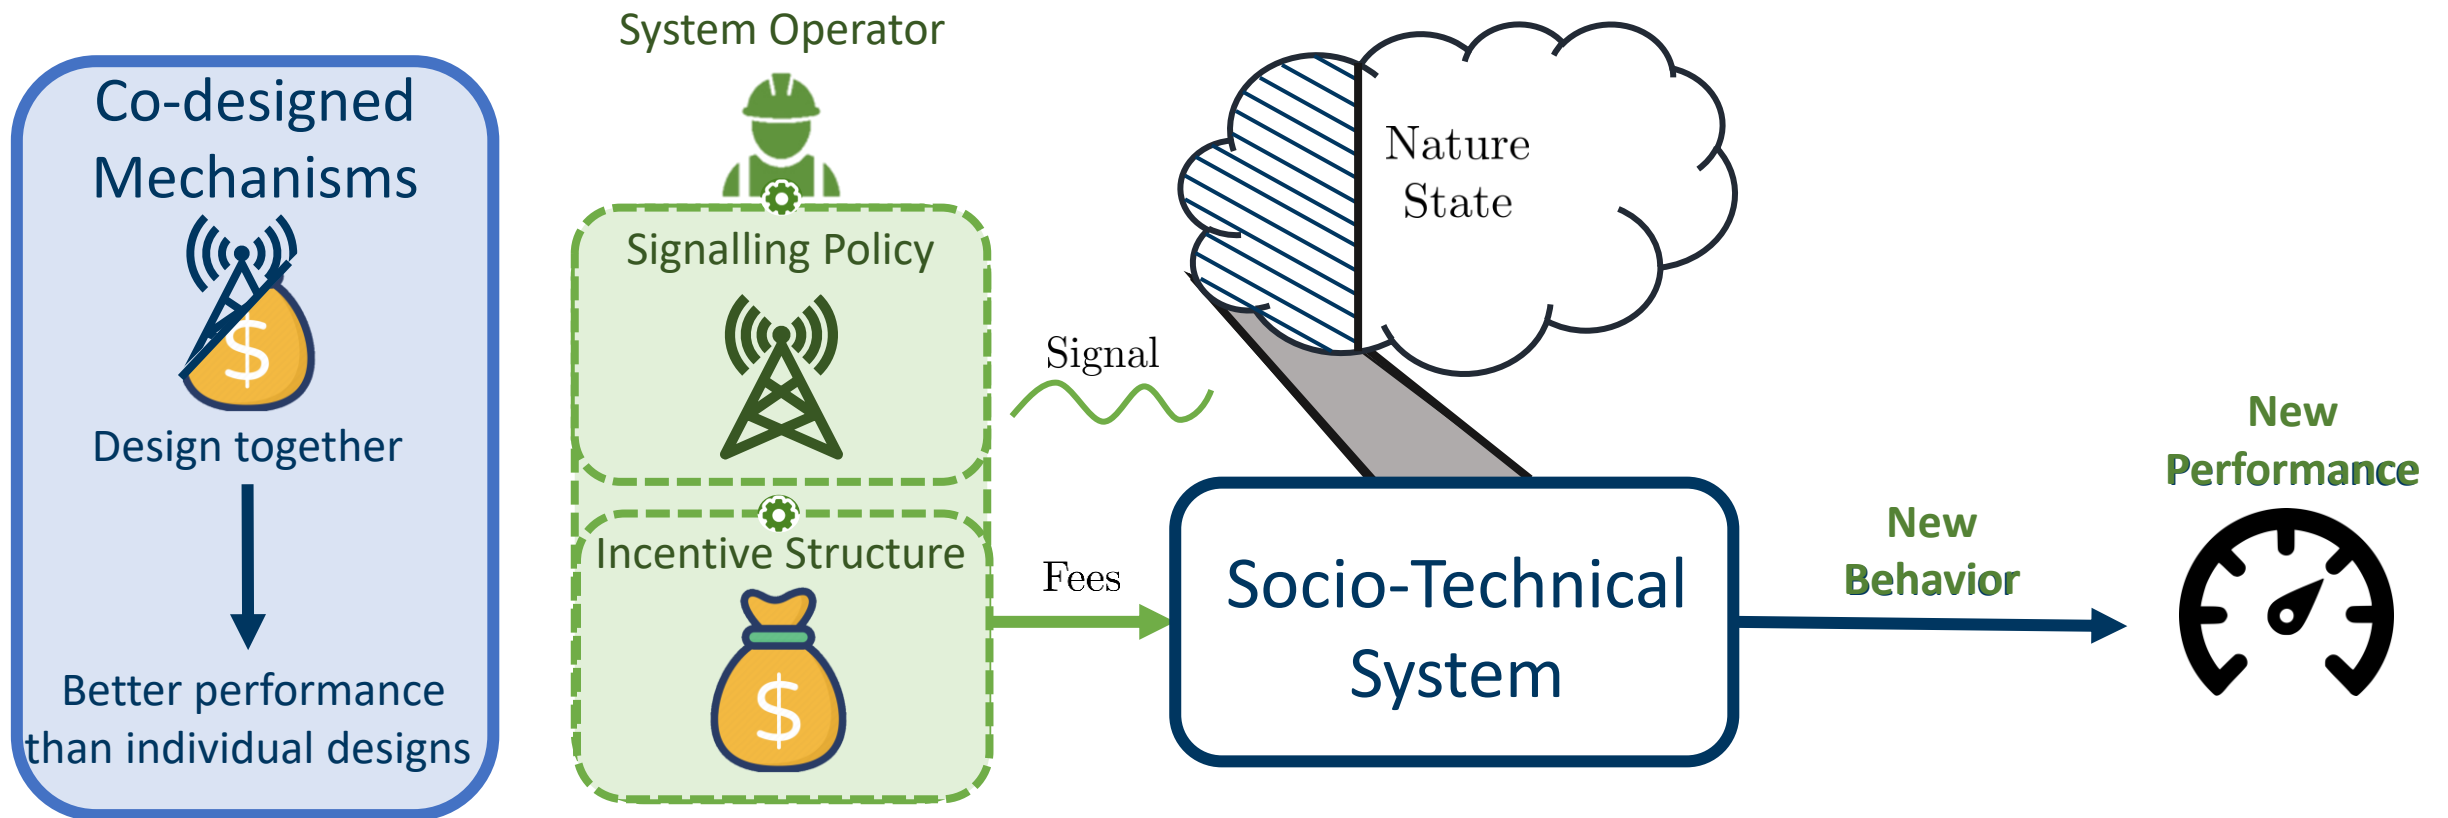 Co-designed
Mechanisms
$
Design together
Better performance
than individual designs
System Operator
Signalling Policy
Incentive Structure
$
Signal
Fees
Nature
State
Socio-Technical
System
New
Behavior
New
Performance